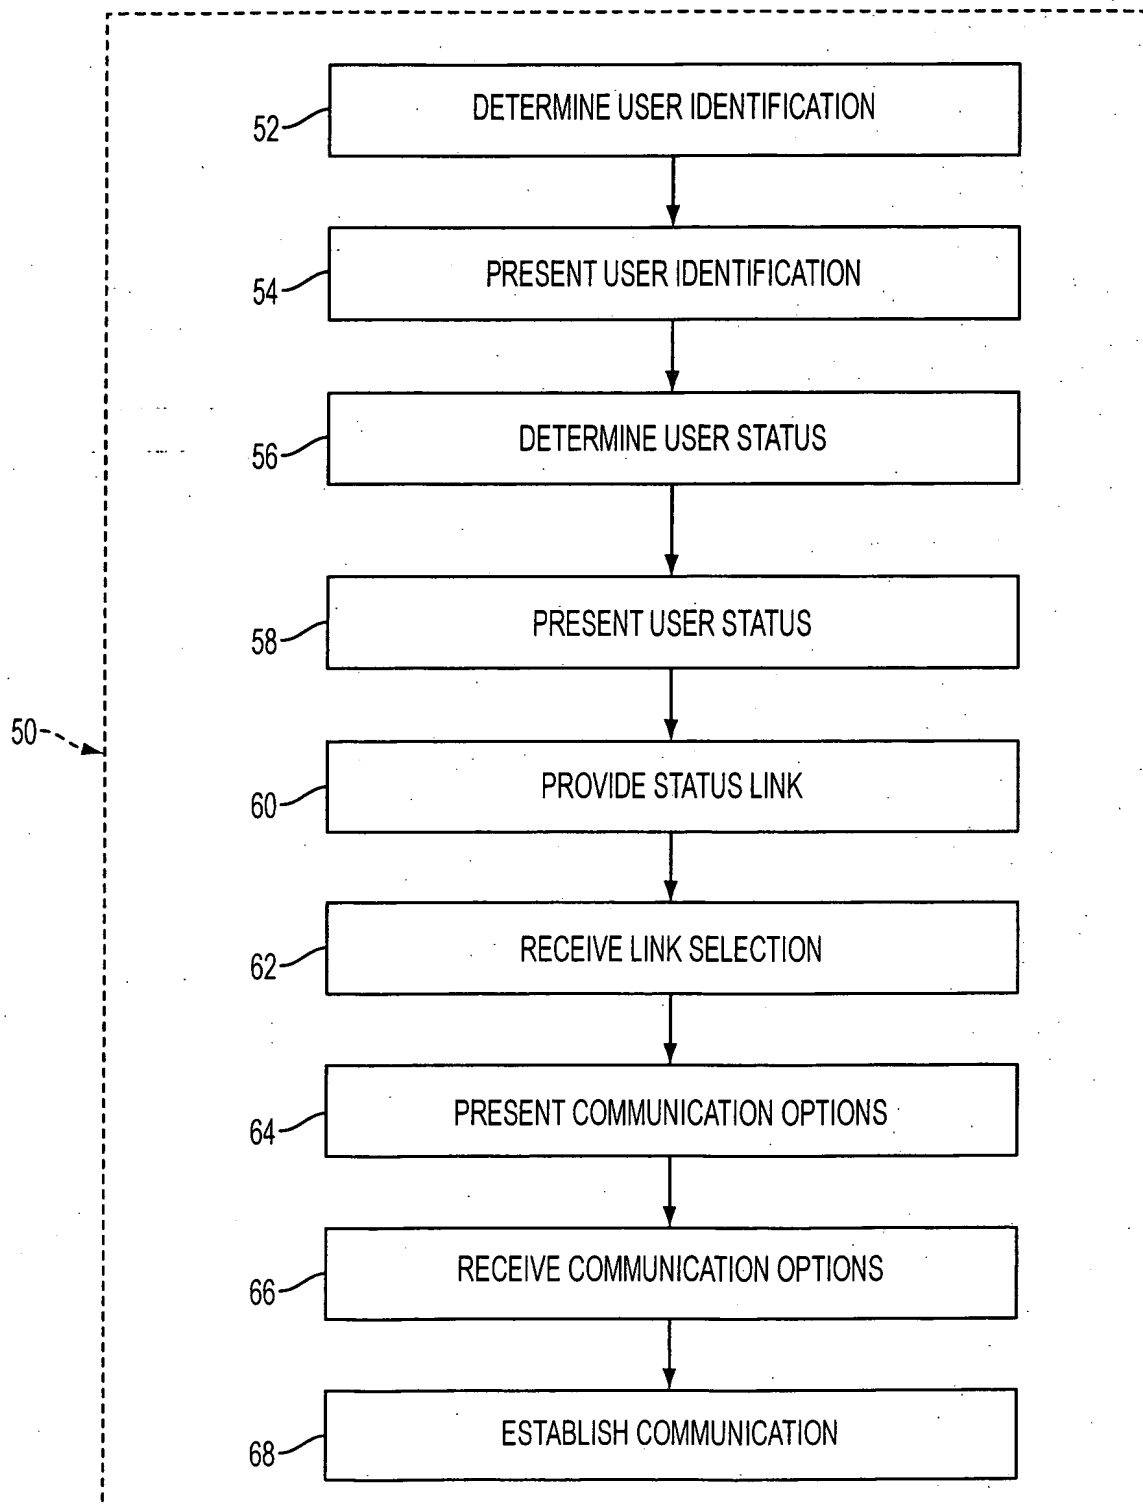 DETERMINE USER IDENTIFICATION
52
PRESENT USER IDENTIFICATION
54
DETERMINE USER STATUS
56
PRESENT USER STATUS
58
50
PROVIDE STATUS LINK
60
RECEIVE LINK SELECTION
62
PRESENT COMMUNICATION OPTIONS
64
RECEIVE COMMUNICATION OPTIONS
66
ESTABLISH COMMUNICATION
68